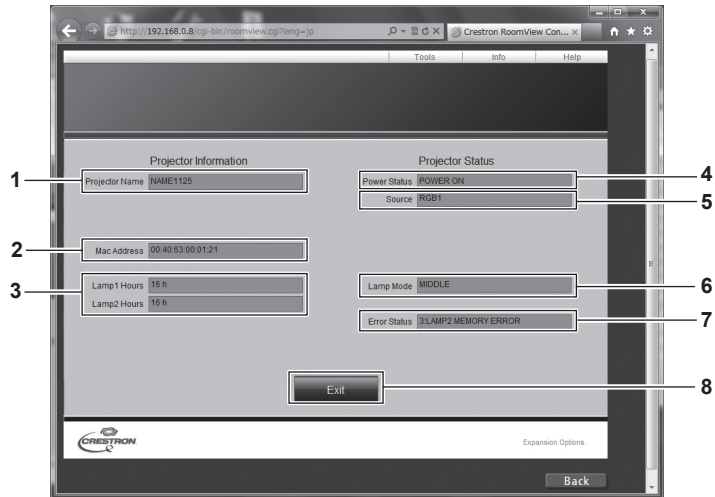 http://192.168.0.8/cgi-bin/roomview.cgi?lang=jp
Crestron RoomView Con... ×
Tools Info Help
Projector Information
Projector Status
1 Projector Name NAME1125
Power Status POWER ON 4
Source RGB1 5
2 Mac Address 00:40:63:00:01:21
3 Lamp1 Hours 16 h
Lamp2 Hours 16 h
Lamp Mode MIDDLE 6
Error Status 3:LAMP2 MEMORY ERROR 7
Exit 8
CRESTRON
Expansion Options
Back